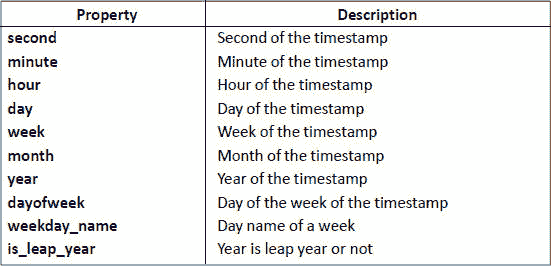 Property Description
second Second of the timestamp
minute Minute of the timestamp
hour Hour of the timestamp
day Day of the timestamp
week Week of the timestamp
month Month of the timestamp
year Year of the timestamp
dayofweek Day of the week of the timestamp
weekday_name Day name of a week
is_leap_year Year is leap year or not